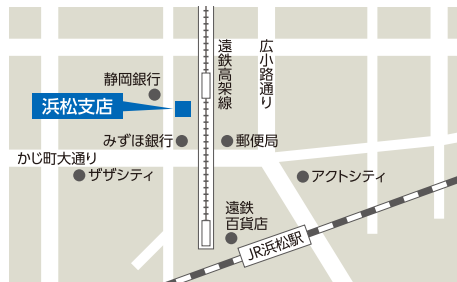 静岡銀行
浜松支店
みずほ銀行
かじ町大通り
ザザシティ
遠鉄高架線
広小路通り
郵便局
アクトシティ
遠鉄
百貨店
JR浜松駅